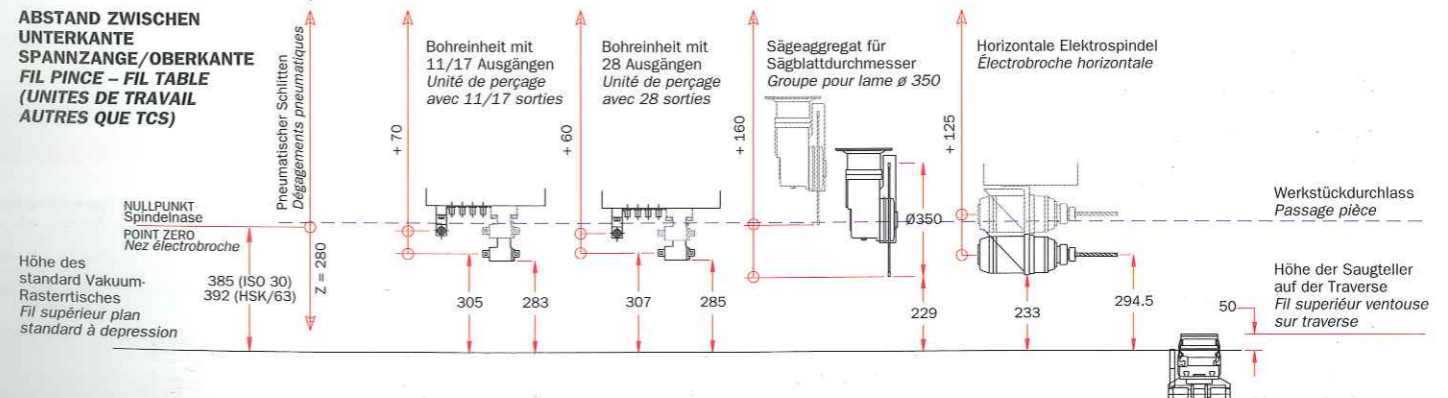 ABSTAND ZWISCHEN
UNTERKANTE
SPANNZANGE/OBERKANTE
FIL PINCE – FIL TABLE
(UNITES DE TRAVAIL
AUTRES QUE TCS)
NULLPUNKT
Spindelnase
POINT ZERO
Nez électrobroche
Höhe des
standard Vakuum-
Rasterrtisches
Fil supérieur plan
standard à depression
385 (ISO 30)
392 (HSK/63)
Pneumatischer Schlitten
Dégagements pneumatiques
Z = 280
+ 70
Bohreinheit mit
11/17 Ausgängen
Unité de perçage
avec 11/17 sorties
305
283
+ 60
Bohreinheit mit
28 Ausgängen
Unité de perçage
avec 28 sorties
307
285
+ 160
Sägeaggregat für
Sägblattdurchmesser
Groupe pour lame ø 350
Ø350
229
+ 125
Horizontale Elektrospindel
Électrobroche horizontale
233
294.5
Werkstückdurchlass
Passage pièce
Höhe der Saugteller
auf der Traverse
Fil superiéur ventouse
sur traverse
50